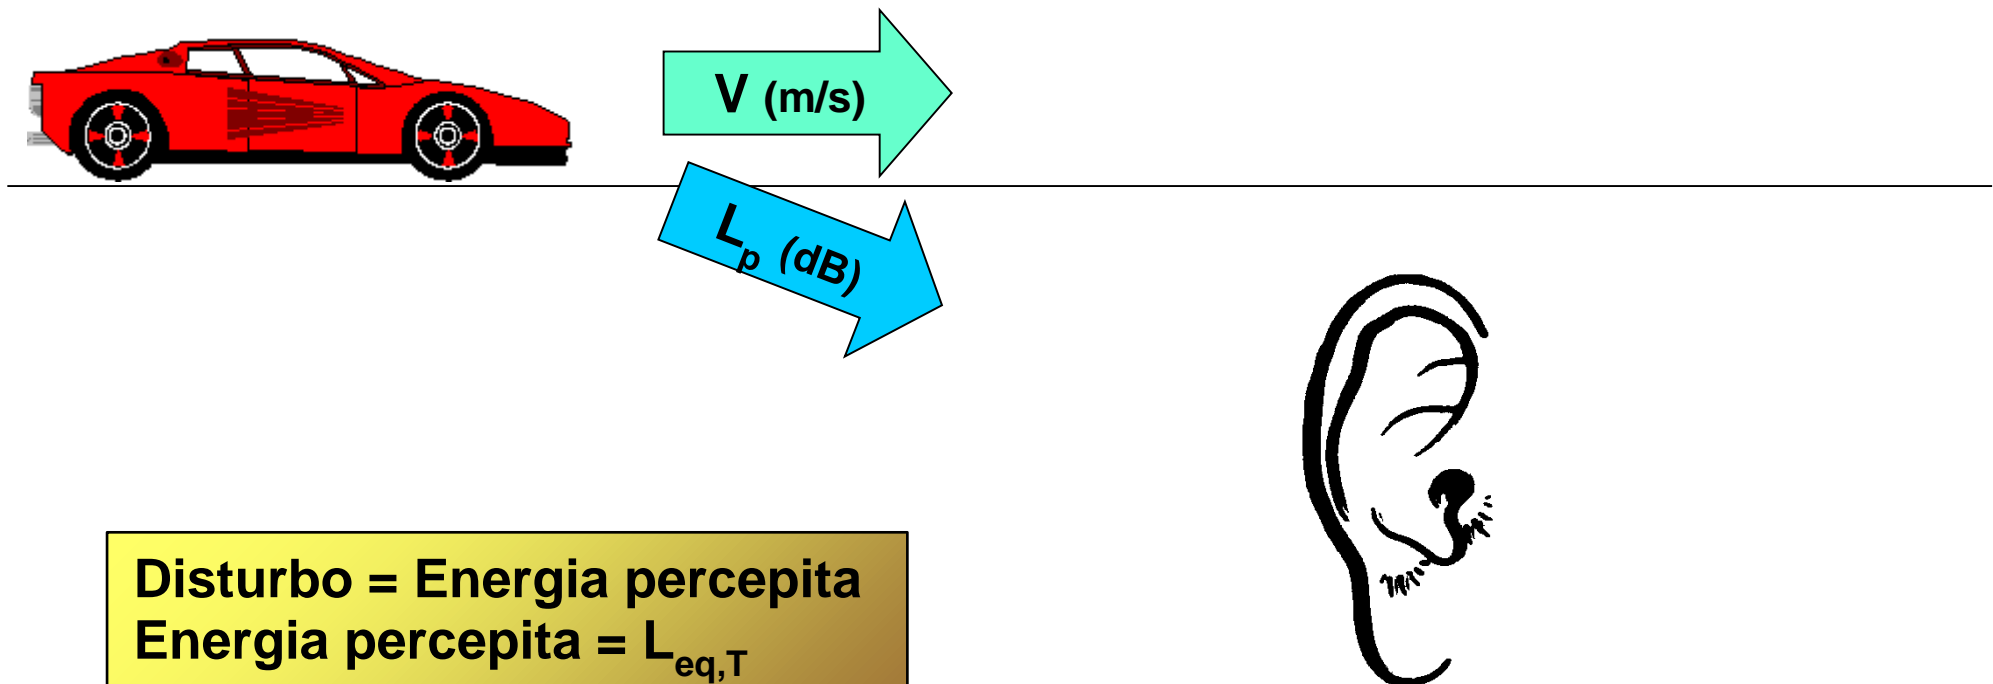 V (m/s)
Lp (dB)
Disturbo = Energia percepita
Energia percepita = Leq,T